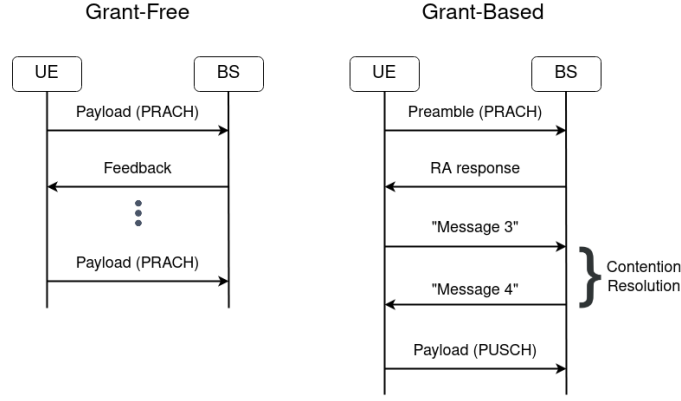 Grant-Free
UE
BS
Payload (PRACH)
Feedback
Payload (PRACH)
Grant-Based
UE
BS
Preamble (PRACH)
RA response
"Message 3"
"Message 4"
Contention
Resolution
Payload (PUSCH)